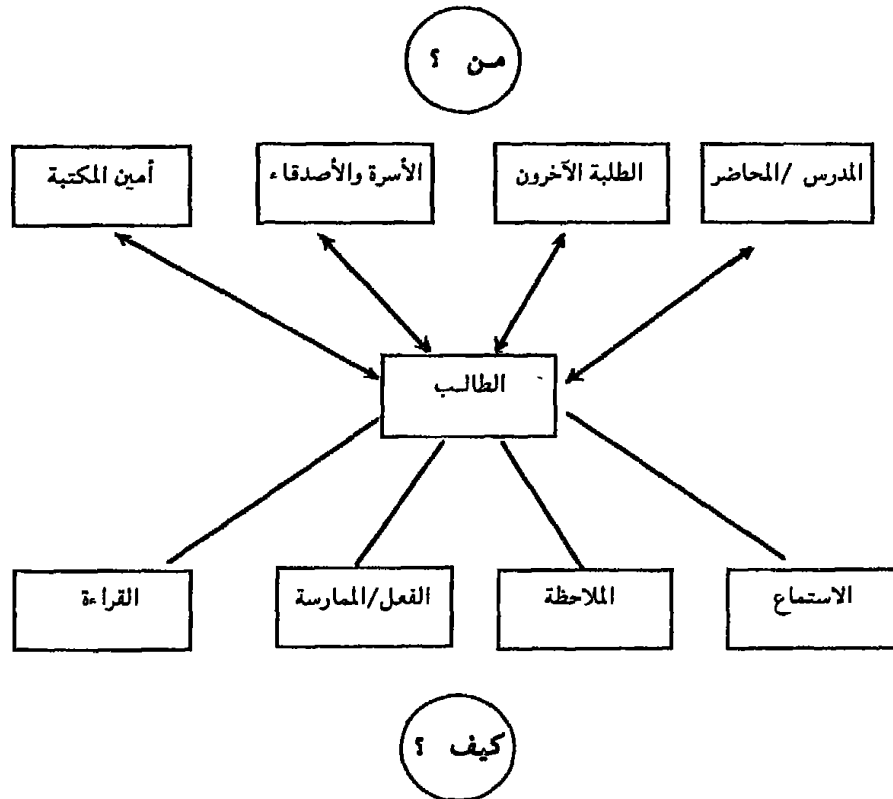 من ؟
المدرس /المحاضر
الطلبة الآخرون
الأسرة والأصدقاء
أمين المكتبة
الطالب
الاستماع
الملاحظة
الفعل/الممارسة
القراءة
كيف ؟